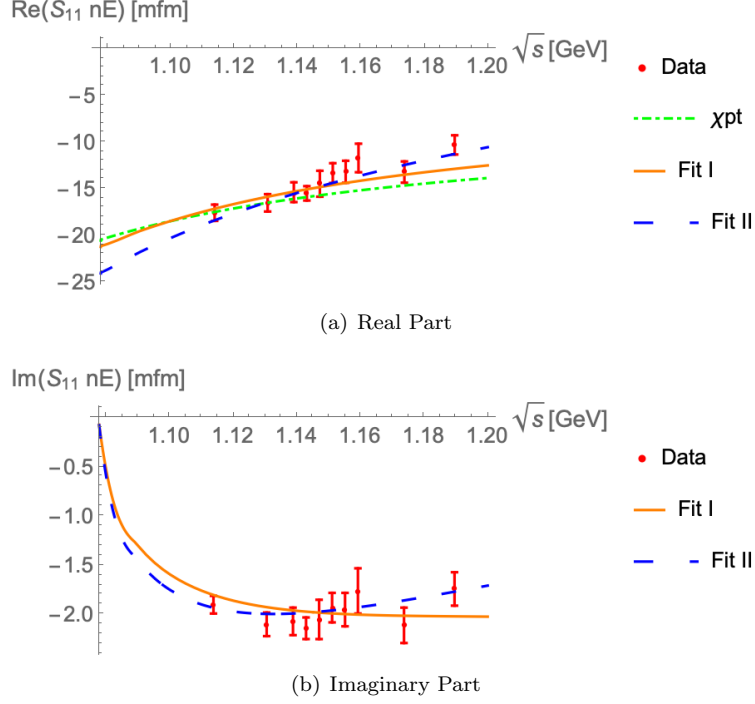 Re(S₁₁ nE) [mfm]
√s [GeV]
1.10 1.12 1.14 1.16 1.18 1.20
−5
−10
−15
−20
−25
Data
χpt
Fit I
Fit II
(a) Real Part
Im(S₁₁ nE) [mfm]
√s [GeV]
1.10 1.12 1.14 1.16 1.18 1.20
−0.5
−1.0
−1.5
−2.0
Data
Fit I
Fit II
(b) Imaginary Part